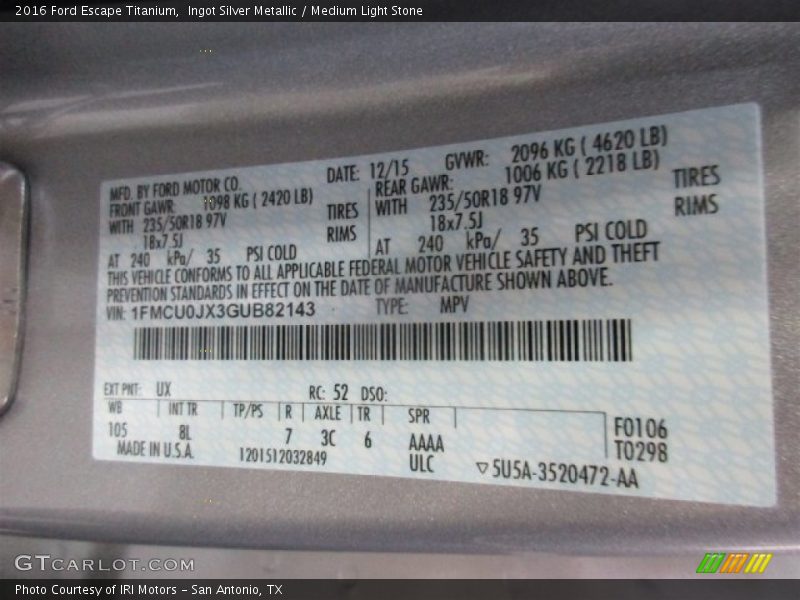 2016 Ford Escape Titanium,  Ingot Silver Metallic / Medium Light Stone
MFD. BY FORD MOTOR CO. DATE: 12/15 GVWR: 2096 KG ( 4620 LB)
FRONT GAWR: 1098 KG ( 2420 LB) REAR GAWR: 1006 KG ( 2218 LB)
WITH 235/50R18 97V TIRES WITH 235/50R18 97V TIRES
18x7.5J RIMS 18x7.5J RIMS
AT 240 kPa/ 35 PSI COLD AT 240 kPa/ 35 PSI COLD
THIS VEHICLE CONFORMS TO ALL APPLICABLE FEDERAL MOTOR VEHICLE SAFETY AND THEFT
PREVENTION STANDARDS IN EFFECT ON THE DATE OF MANUFACTURE SHOWN ABOVE.
VIN: 1FMCU0JX3GUB82143 TYPE: MPV
EXT PNT: UX RC: 52 DSO:
WB INT TR TP/PS R AXLE TR SPR
105 8L 7 3C 6 AAAA F0106
MADE IN U.S.A. 1201512032849 ULC T0298
▽5U5A-3520472-AA
GTCARLOT.COM
Photo Courtesy of IRI Motors – San Antonio, TX